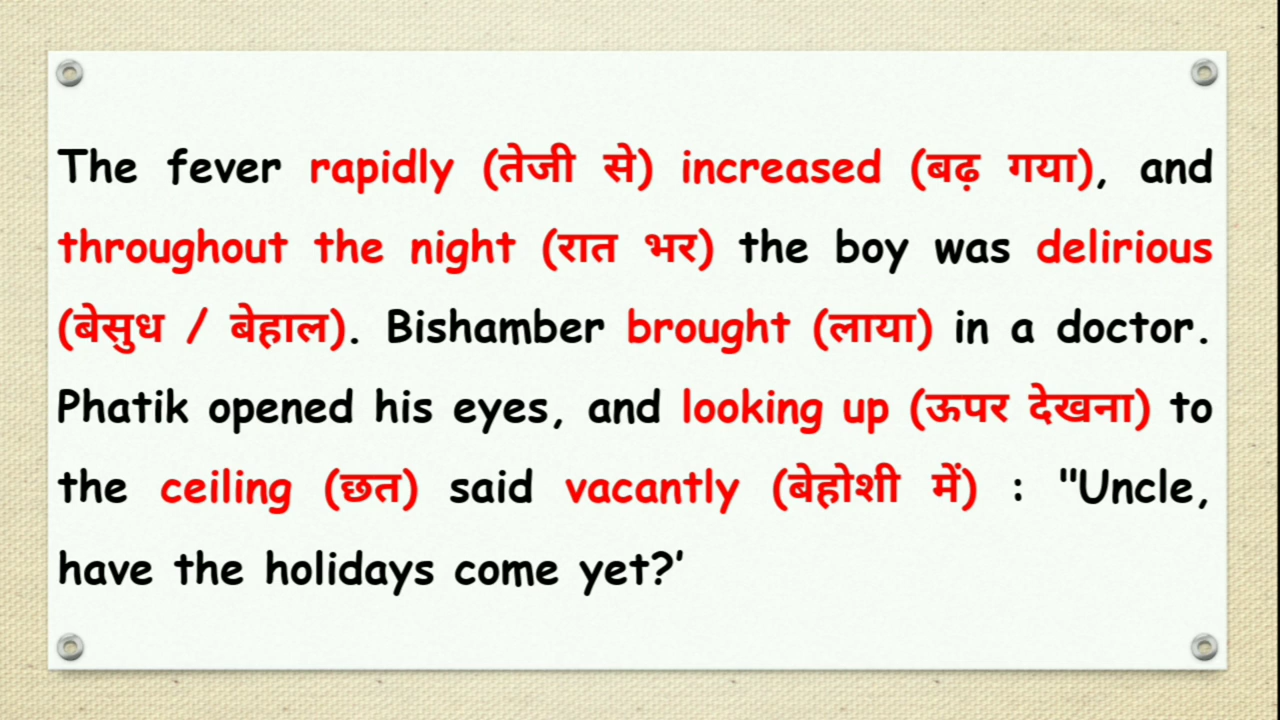 The fever rapidly (तेजी से) increased (बढ़ गया), and
throughout the night (रात भर) the boy was delirious
(बेसुध / बेहाल). Bishamber brought (लाया) in a doctor.
Phatik opened his eyes, and looking up (ऊपर देखना) to
the ceiling (छत) said vacantly (बेहोशी में) : "Uncle,
have the holidays come yet?'